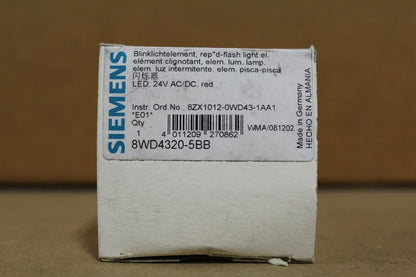 SIEMENS
Blinklichtelement, rep"d-flash light el.
elément clignotant, elem. lum. lamp.
elem. luz intermitente, elem. pisca-pisca
闪烁器
LED, 24V AC/DC, red
Instr. Ord.No.: 8ZX1012-0WD43-1AA1
*E01*
Qty
1
4 011209 270862
WMA/081202
8WD4320-5BB
Made in Germany
HECHO EN ALMANIA